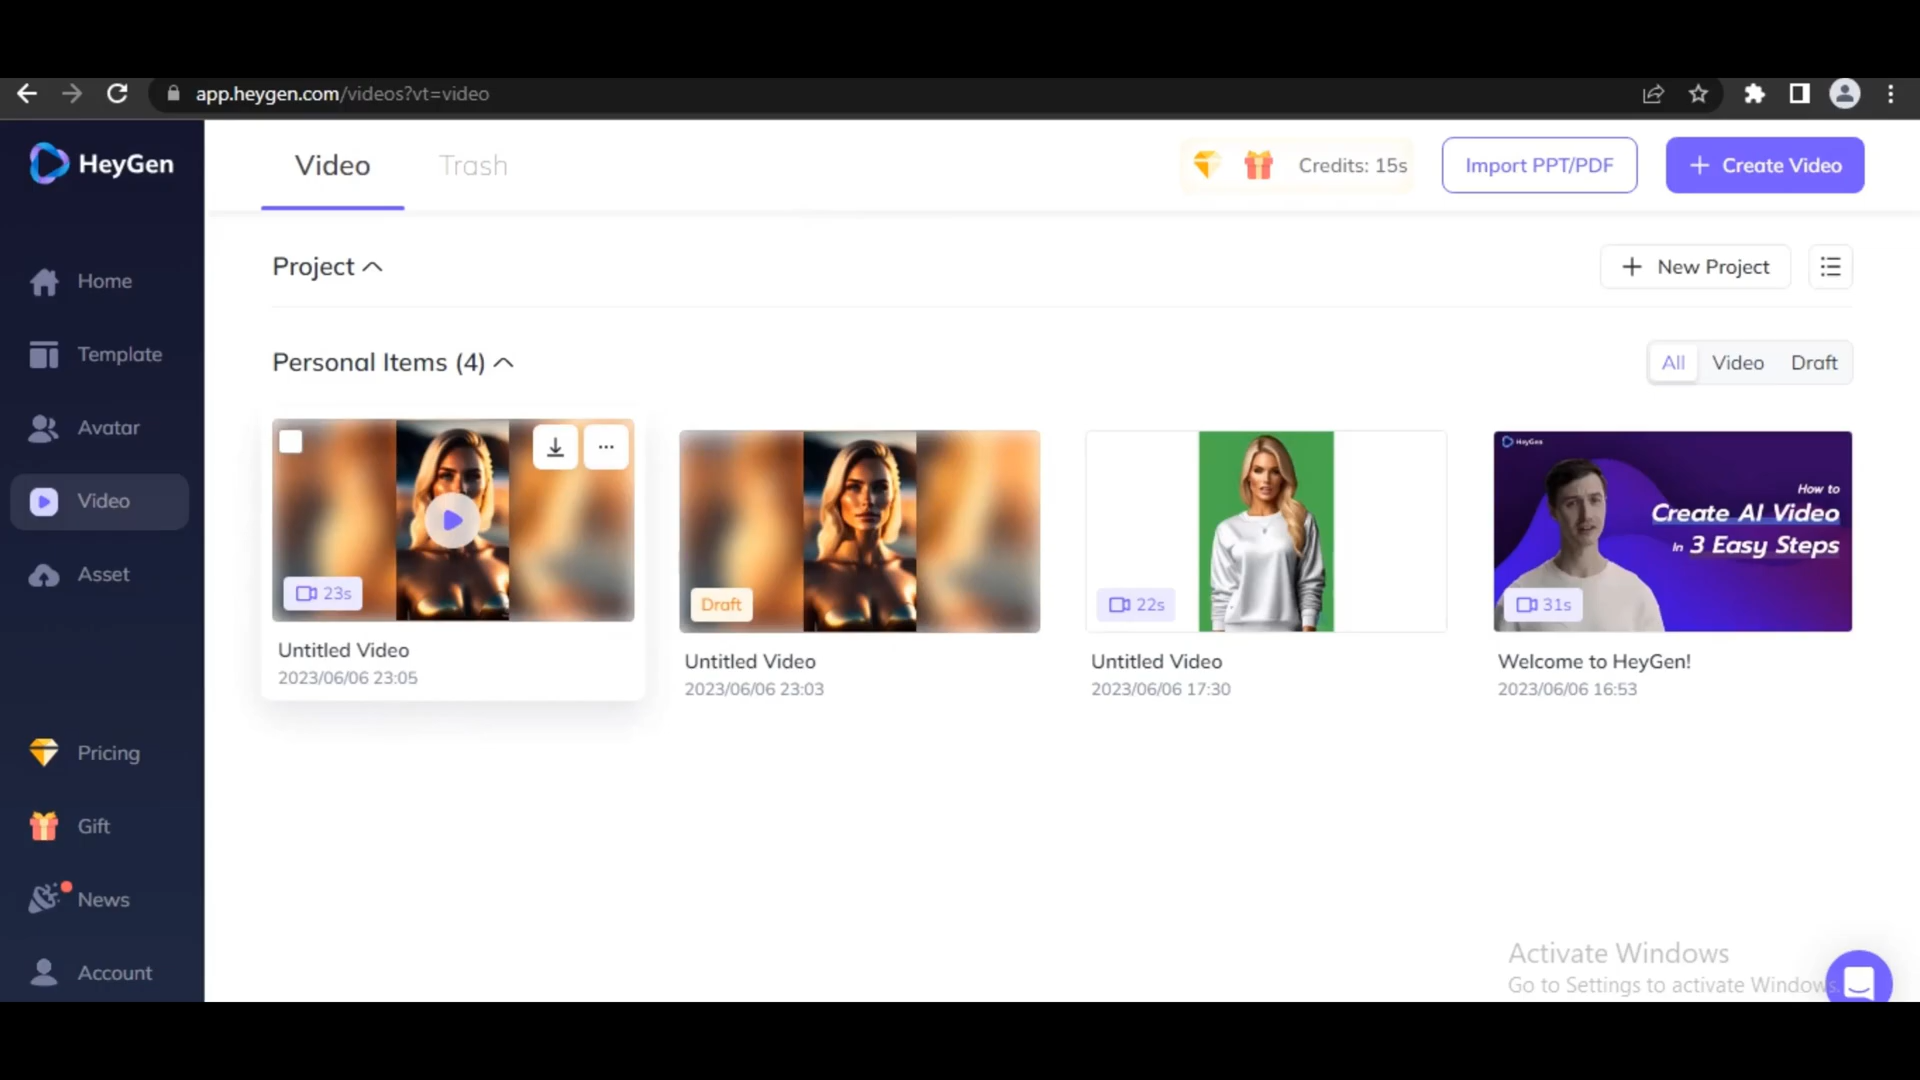 app.heygen.com/videos?vt=video
HeyGen
Video
Trash
Credits: 15s
Import PPT/PDF
+ Create Video
Home
Template
Avatar
Video
Asset
Pricing
Gift
News
Account
Project
+ New Project
Personal Items (4)
All
Video
Draft
23s
Untitled Video
2023/06/06 23:05
Draft
Untitled Video
2023/06/06 23:03
22s
Untitled Video
2023/06/06 17:30
HeyGen
How to
Create AI Video
In 3 Easy Steps
31s
Welcome to HeyGen!
2023/06/06 16:53
Activate Windows
Go to Settings to activate Windows.